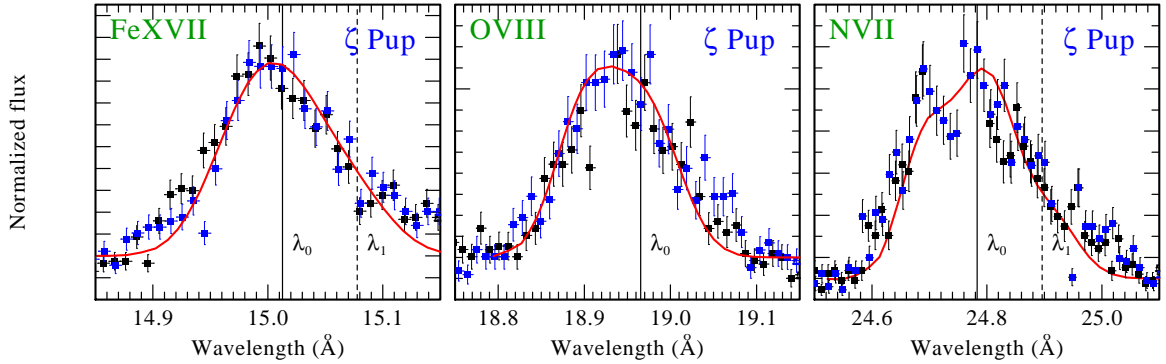 FeXVII
ζ Pup
OVIII
ζ Pup
NVII
ζ Pup
Normalized flux
λ₀
λ₁
λ₀
λ₀
λ₁
14.9
15.0
15.1
18.8
18.9
19.0
19.1
24.6
24.8
25.0
Wavelength (Å)
Wavelength (Å)
Wavelength (Å)